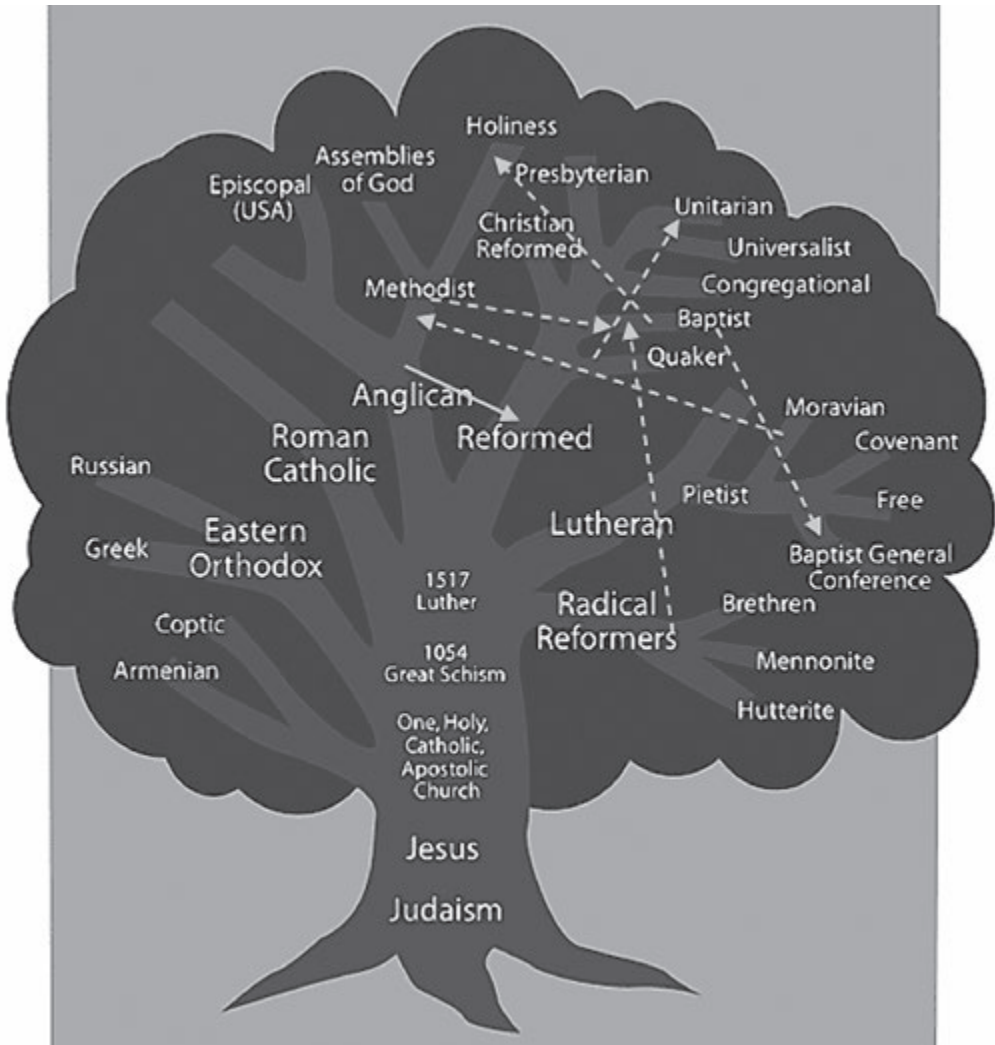 Holiness
Assemblies
of God
Episcopal
(USA)
Presbyterian
Christian
Reformed
Unitarian
Universalist
Congregational
Methodist
Baptist
Quaker
Anglican
Reformed
Roman
Catholic
Moravian
Covenant
Russian
Pietist
Free
Eastern
Orthodox
Greek
Lutheran
Baptist General
Conference
1517
Luther
Radical
Reformers
Brethren
Coptic
Armenian
1054
Great Schism
Mennonite
Hutterite
One, Holy,
Catholic,
Apostolic
Church
Jesus
Judaism